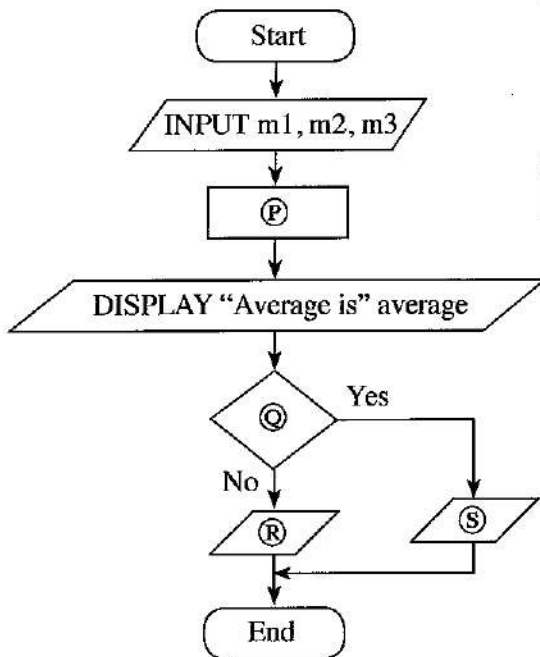 Start
INPUT m1, m2, m3
P
DISPLAY “Average is” average
Q
Yes
No
R
S
End